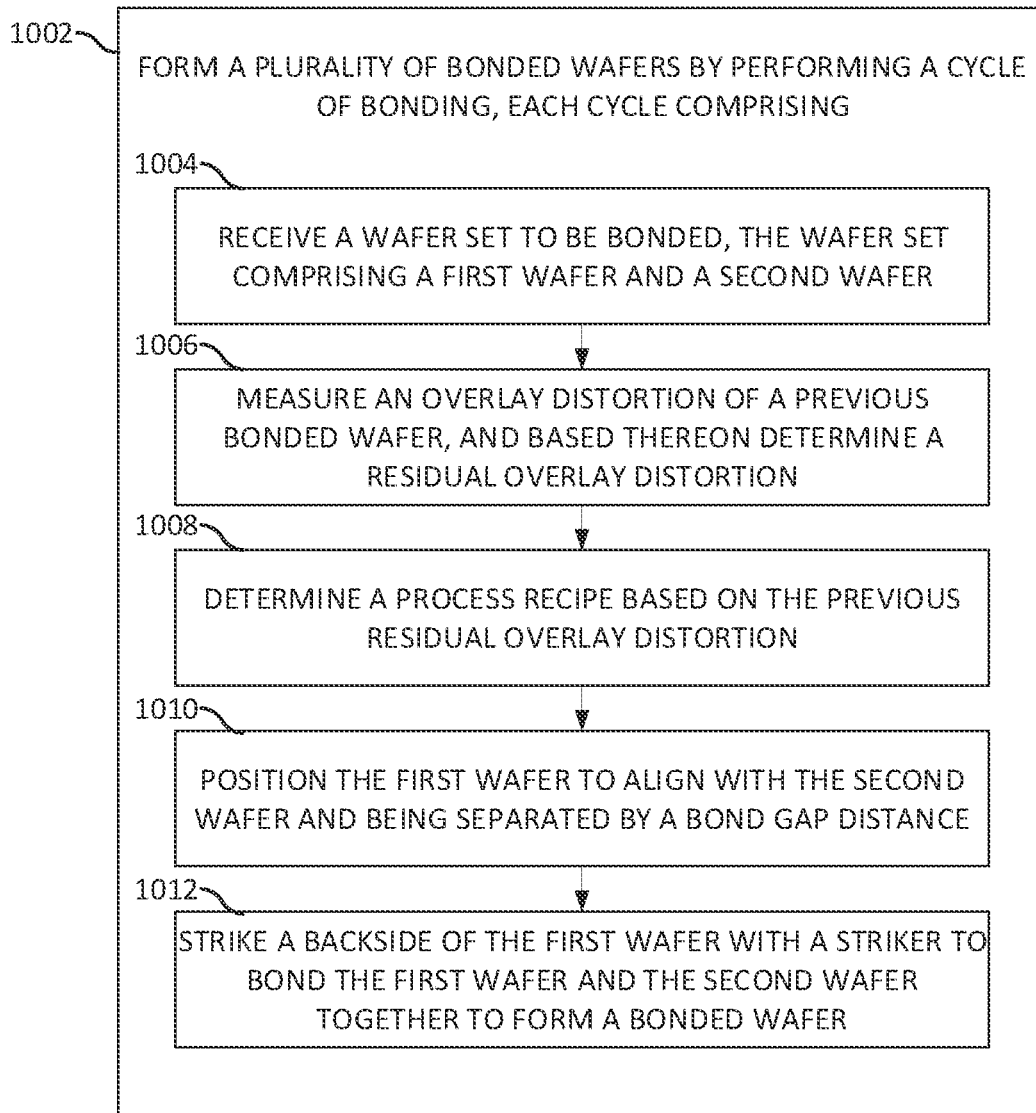 1002
FORM A PLURALITY OF BONDED WAFERS BY PERFORMING A CYCLE
OF BONDING, EACH CYCLE COMPRISING
1004
RECEIVE A WAFER SET TO BE BONDED, THE WAFER SET
COMPRISING A FIRST WAFER AND A SECOND WAFER
1006
MEASURE AN OVERLAY DISTORTION OF A PREVIOUS
BONDED WAFER, AND BASED THEREON DETERMINE A
RESIDUAL OVERLAY DISTORTION
1008
DETERMINE A PROCESS RECIPE BASED ON THE PREVIOUS
RESIDUAL OVERLAY DISTORTION
1010
POSITION THE FIRST WAFER TO ALIGN WITH THE SECOND
WAFER AND BEING SEPARATED BY A BOND GAP DISTANCE
1012
STRIKE A BACKSIDE OF THE FIRST WAFER WITH A STRIKER TO
BOND THE FIRST WAFER AND THE SECOND WAFER
TOGETHER TO FORM A BONDED WAFER